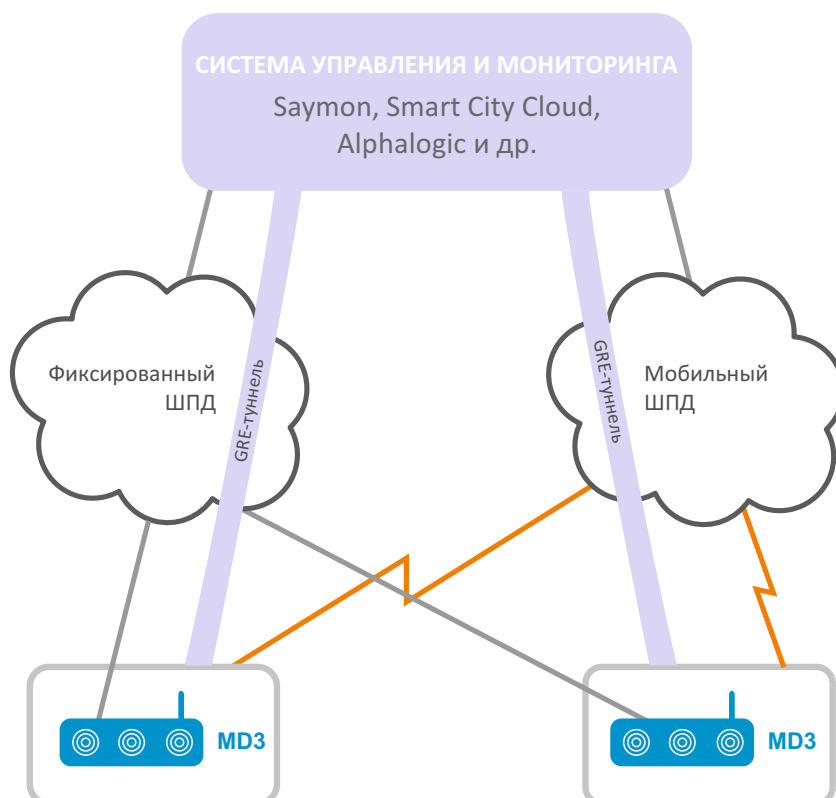 СИСТЕМА УПРАВЛЕНИЯ И МОНИТОРИНГА
Saymon, Smart City Cloud,
Alphalogic и др.
Фиксированный
ШПД
GRE-туннель
GRE-туннель
Мобильный
ШПД
MD3
MD3